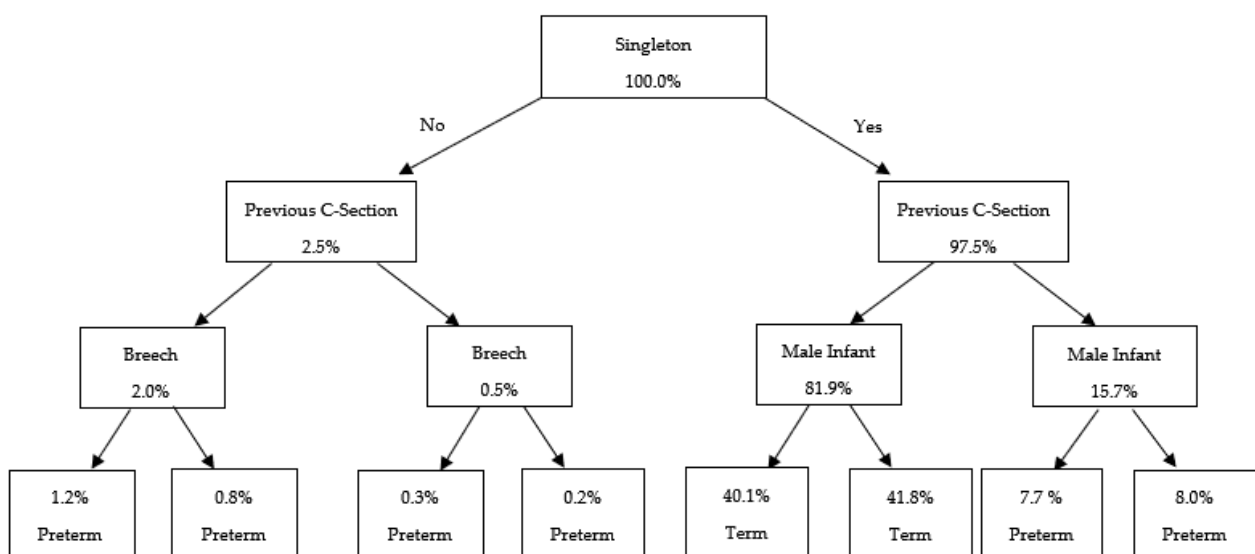 Singleton
100.0%
No
Yes
Previous C-Section
2.5%
Previous C-Section
97.5%
Breech
2.0%
Breech
0.5%
Male Infant
81.9%
Male Infant
15.7%
1.2%
Preterm
0.8%
Preterm
0.3%
Preterm
0.2%
Preterm
40.1%
Term
41.8%
Term
7.7 %
Preterm
8.0%
Preterm